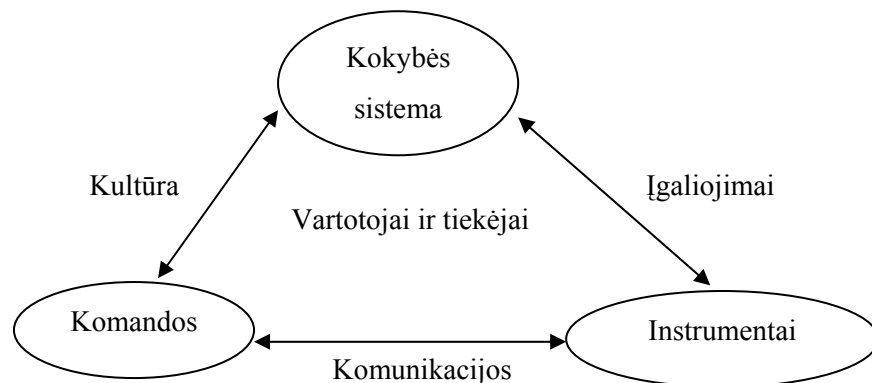 Kokybės
sistema
Kultūra
Įgaliojimai
Vartotojai ir tiekėjai
Komandos
Instrumentai
Komunikacijos